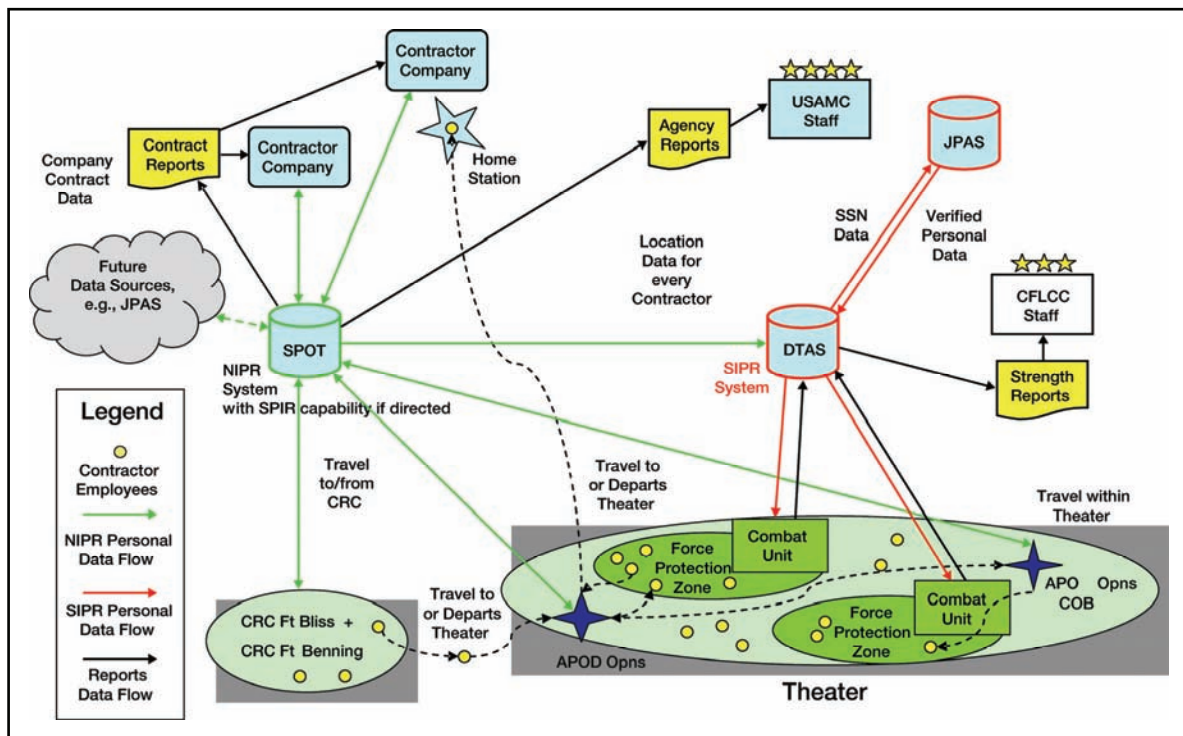 Contractor
Company
USAMC
Staff
Agency
Reports
JPAS
Contract
Reports
Contractor
Company
Home
Station
Company
Contract
Data
SSN
Data
Verified
Personal
Data
Location
Data for
every
Contractor
Future
Data Sources,
e.g., JPAS
CFLCC
Staff
SPOT
DTAS
NIPR
System
with SPIR capability if directed
SIPR
System
Strength
Reports
Legend
Contractor
Employees
NIPR Personal
Data Flow
SIPR Personal
Data Flow
Reports
Data Flow
Travel
to/from
CRC
Travel to
or Departs
Theater
Travel within
Theater
Combat
Unit
Force
Protection
Zone
APO Opns
COB
Combat
Unit
Force
Protection
Zone
Travel to
or Departs
Theater
CRC Ft Bliss +
CRC Ft Benning
APOD Opns
Theater